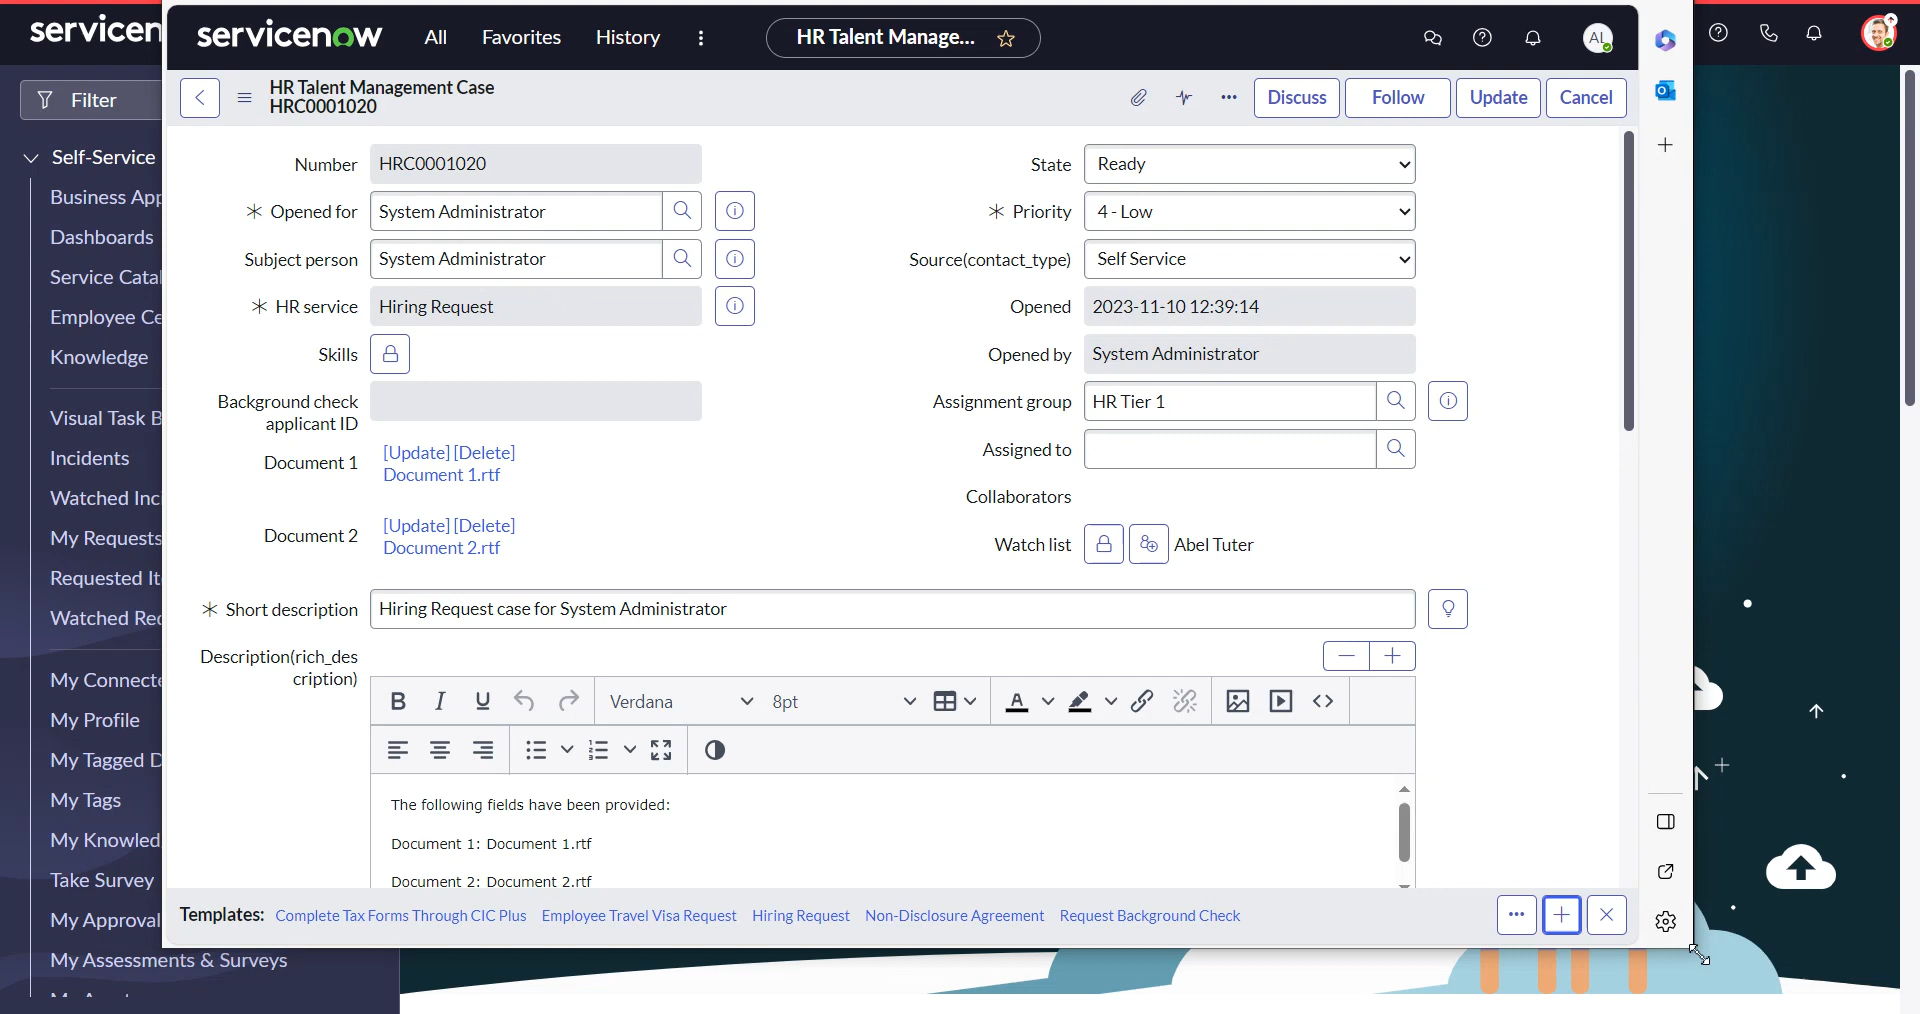 servicen
Filter
Self-Service
Business App
Dashboards
Service Catal
Employee Ce
Knowledge
Visual Task B
Incidents
Watched Inc
My Requests
Requested It
Watched Req
My Connecte
My Profile
My Tagged D
My Tags
My Knowled
Take Survey
My Approval
My Assessments & Surveys
servicenow All Favorites History HR Talent Manage... AL
HR Talent Management Case
HRC0001020
Discuss Follow Update Cancel
Number HRC0001020
Opened for System Administrator
Subject person System Administrator
HR service Hiring Request
Skills
Background check
applicant ID
Document 1 [Update] [Delete]
Document 1.rtf
Document 2 [Update] [Delete]
Document 2.rtf
State Ready
Priority 4 - Low
Source(contact_type) Self Service
Opened 2023-11-10 12:39:14
Opened by System Administrator
Assignment group HR Tier 1
Assigned to
Collaborators
Watch list Abel Tuter
Short description Hiring Request case for System Administrator
Description(rich_des
cription)
Verdana 8pt
The following fields have been provided:
Document 1: Document 1.rtf
Document 2: Document 2.rtf
Templates: Complete Tax Forms Through CIC Plus Employee Travel Visa Request Hiring Request Non-Disclosure Agreement Request Background Check